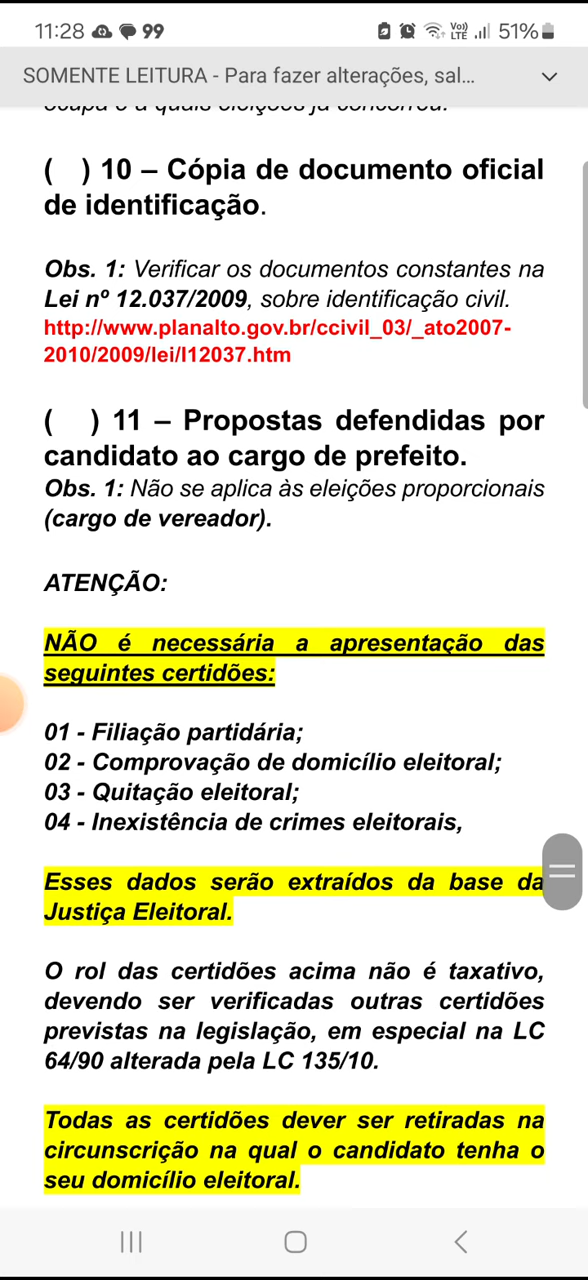 11:28 99 Vo)) LTE 51%
SOMENTE LEITURA - Para fazer alterações, sal...
ocupa e a quais eleições já concorreu.
( ) 10 – Cópia de documento oficial
de identificação.
Obs. 1: Verificar os documentos constantes na
Lei nº 12.037/2009, sobre identificação civil.
http://www.planalto.gov.br/ccivil_03/_ato2007-
2010/2009/lei/l12037.htm
( ) 11 – Propostas defendidas por
candidato ao cargo de prefeito.
Obs. 1: Não se aplica às eleições proporcionais
(cargo de vereador).
ATENÇÃO:
NÃO é necessária a apresentação das
seguintes certidões:
01 - Filiação partidária;
02 - Comprovação de domicílio eleitoral;
03 - Quitação eleitoral;
04 - Inexistência de crimes eleitorais,
Esses dados serão extraídos da base da
Justiça Eleitoral.
O rol das certidões acima não é taxativo,
devendo ser verificadas outras certidões
previstas na legislação, em especial na LC
64/90 alterada pela LC 135/10.
Todas as certidões dever ser retiradas na
circunscrição na qual o candidato tenha o
seu domicílio eleitoral.